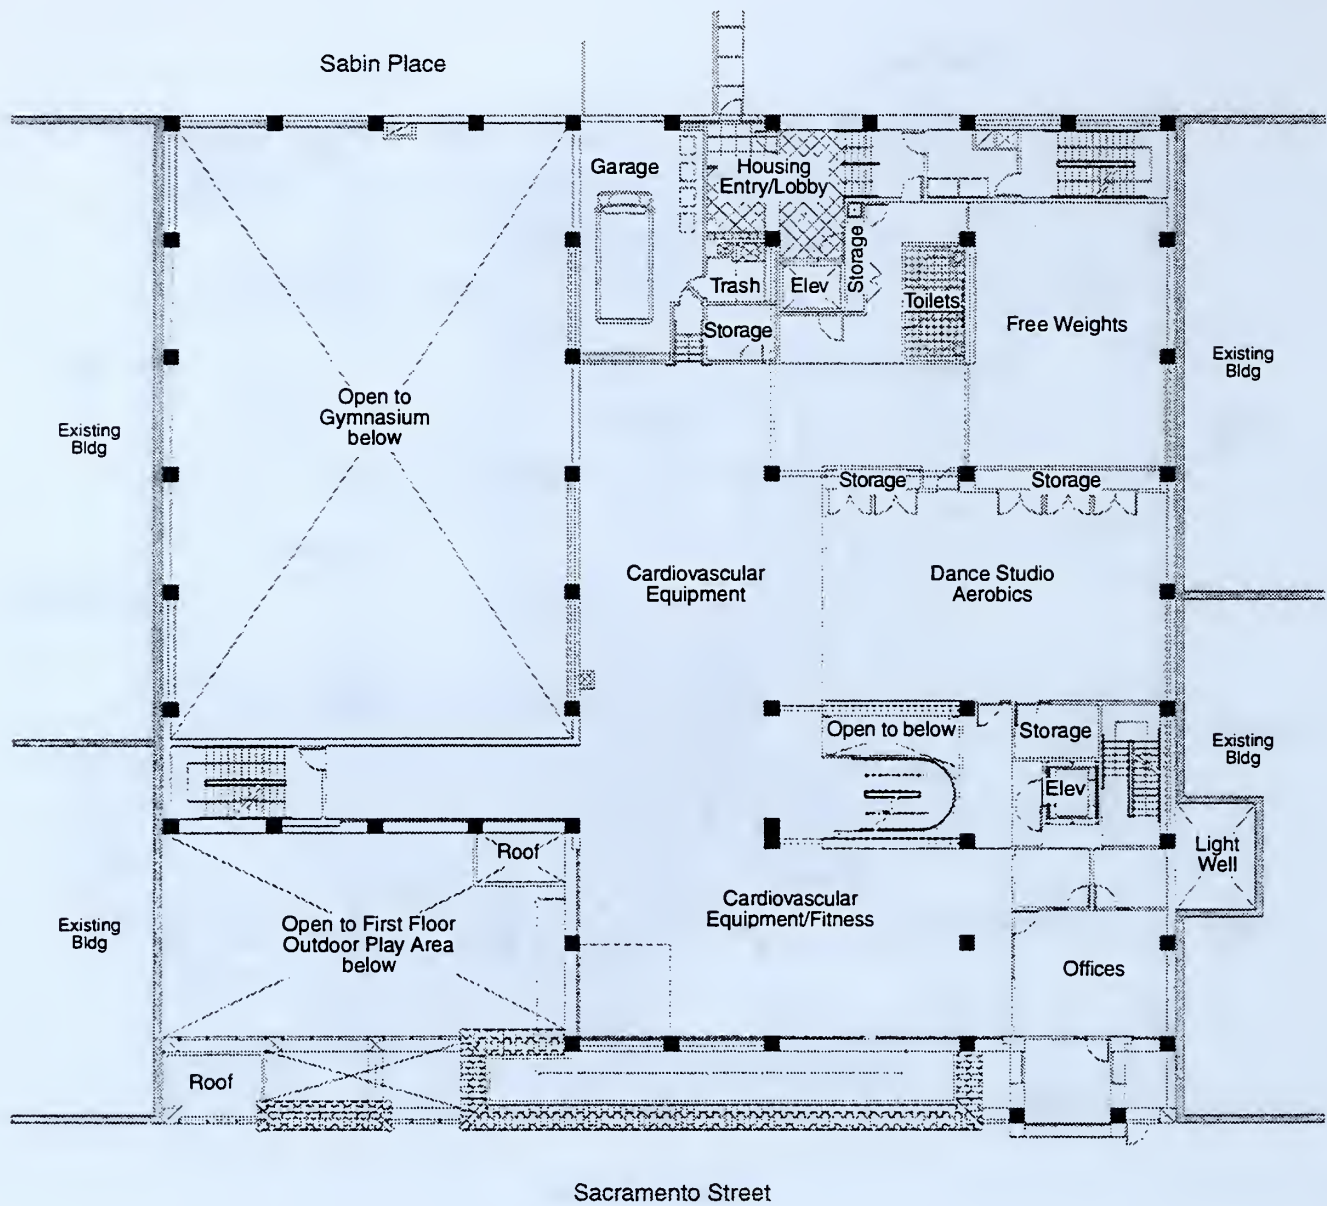 Sabin Place
Garage
Housing
Entry/Lobby
Storage
Trash
Elev
Toilets
Storage
Free Weights
Existing
Bldg
Open to
Gymnasium
below
Existing
Bldg
Storage
Storage
Cardiovascular
Equipment
Dance Studio
Aerobics
Open to below
Storage
Existing
Bldg
Elev
Roof
Light
Well
Cardiovascular
Equipment/Fitness
Existing
Bldg
Open to First Floor
Outdoor Play Area
below
Offices
Roof
Sacramento Street